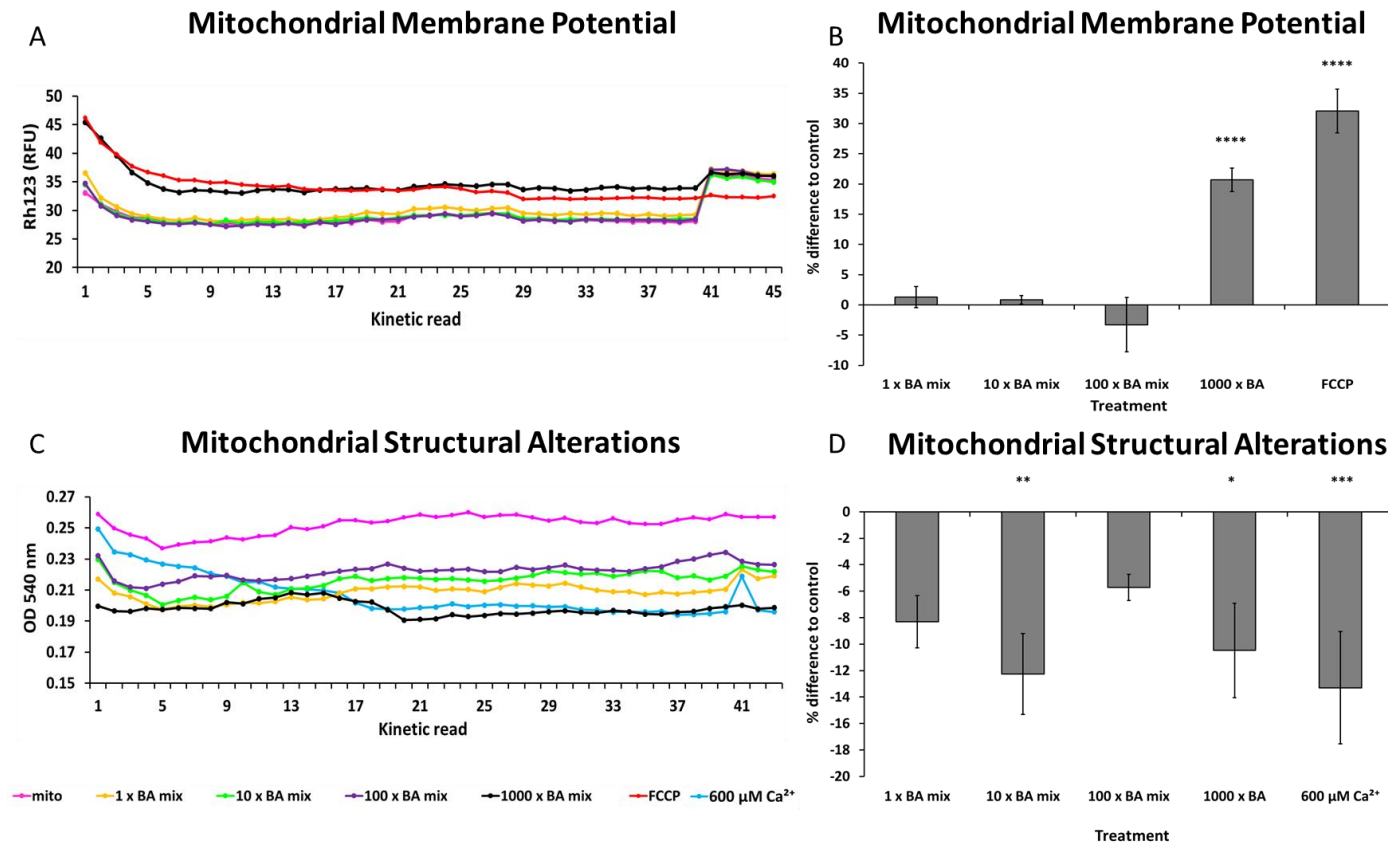 A
Mitochondrial Membrane Potential
50
45
40
35
30
25
20
Rh123 (RFU)
1 5 9 13 17 21 25 29 33 37 41 45
Kinetic read
B
Mitochondrial Membrane Potential
40
35
30
25
20
15
10
5
0
-5
-10
% difference to control
****
****
1 x BA mix 10 x BA mix 100 x BA mix 1000 x BA FCCP
Treatment
C
Mitochondrial Structural Alterations
0.27
0.25
0.23
0.21
0.19
0.17
0.15
OD 540 nm
1 5 9 13 17 21 25 29 33 37 41
Kinetic read
mito 1 x BA mix 10 x BA mix 100 x BA mix 1000 x BA mix FCCP 600 µM Ca²⁺
D
Mitochondrial Structural Alterations
** * ***
0
-2
-4
-6
-8
-10
-12
-14
-16
-18
-20
% difference to control
1 x BA mix 10 x BA mix 100 x BA mix 1000 x BA 600 µM Ca²⁺
Treatment